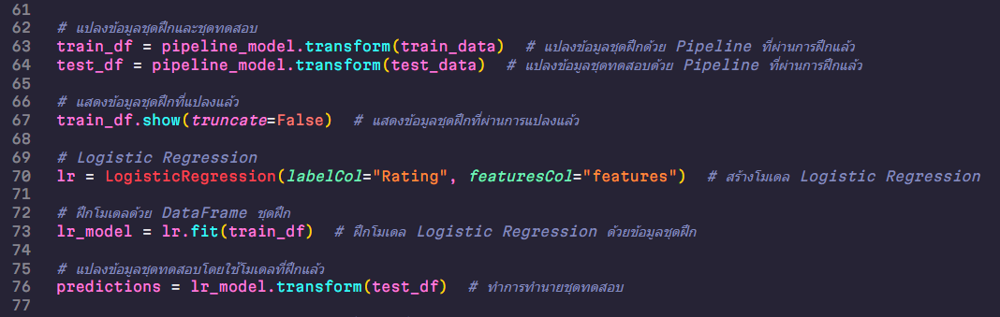 61
62 # แปลงข้อมูลชุดฝึกและชุดทดสอบ
63 train_df = pipeline_model.transform(train_data)  # แปลงข้อมูลชุดฝึกด้วย Pipeline ที่ผ่านการฝึกแล้ว
64 test_df = pipeline_model.transform(test_data)  # แปลงข้อมูลชุดทดสอบด้วย Pipeline ที่ผ่านการฝึกแล้ว
65
66 # แสดงข้อมูลชุดฝึกที่แปลงแล้ว
67 train_df.show(truncate=False)  # แสดงข้อมูลชุดฝึกที่ผ่านการแปลงแล้ว
68
69 # Logistic Regression
70 lr = LogisticRegression(labelCol="Rating", featuresCol="features")  # สร้างโมเดล Logistic Regression
71
72 # ฝึกโมเดลด้วย DataFrame ชุดฝึก
73 lr_model = lr.fit(train_df)  # ฝึกโมเดล Logistic Regression ด้วยข้อมูลชุดฝึก
74
75 # แปลงข้อมูลชุดทดสอบโดยใช้โมเดลที่ฝึกแล้ว
76 predictions = lr_model.transform(test_df)  # ทำการทำนายชุดทดสอบ
77